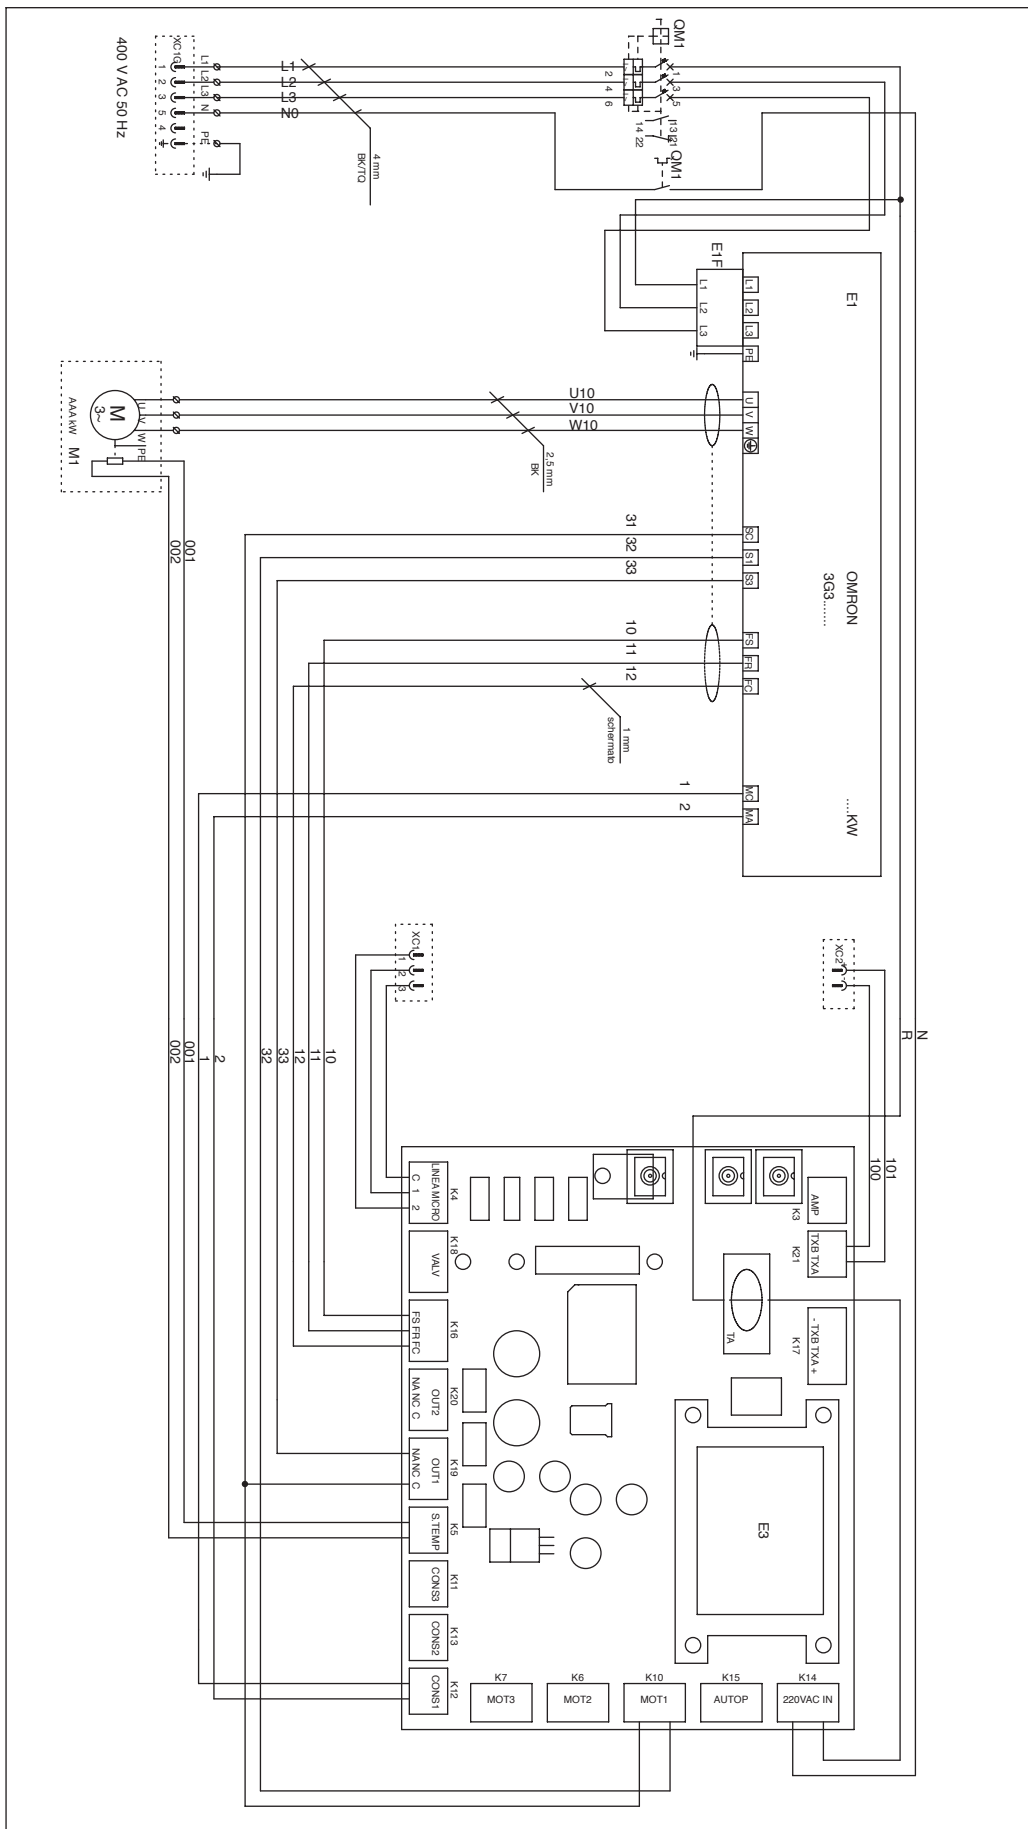 QM1
XC1G
1 2 3 5 4
L1 L2 L3 N PE
400 V AC 50 Hz
L1
L2
L3
N0
4 mm
BK/TQ
2 4 6
1 3 5
13 21
14 22
QM1
E1F
L1 L2 L3
L1 L2 L3 PE
E1
M
3~
U V W PE
AAA kW M1
U10
V10
W10
2,5 mm
BK
U V W
31
32
33
SC S1 S3
OMRON
3G3.......
001
002
10
11
12
FS FR FC
1 mm
schermato
1
2
MC MA
....KW
XC1
1 2 3
XC2
N
R
002
001
1
2
32
33
12
11
10
101
100
LINEA MICRO
C 1 2
K4
K3
AMP
K21
TXB TXA
K18
VALV
K16
FS FR FC
TA
K17
- TXB TXA +
K20
OUT2
NA NC C
K19
OUT1
NA NC C
K5
S.TEMP
E3
K11
CONS3
K13
CONS2
K12
CONS1
K7
MOT3
K6
MOT2
K10
MOT1
K15
AUTOP
K14
220VAC IN